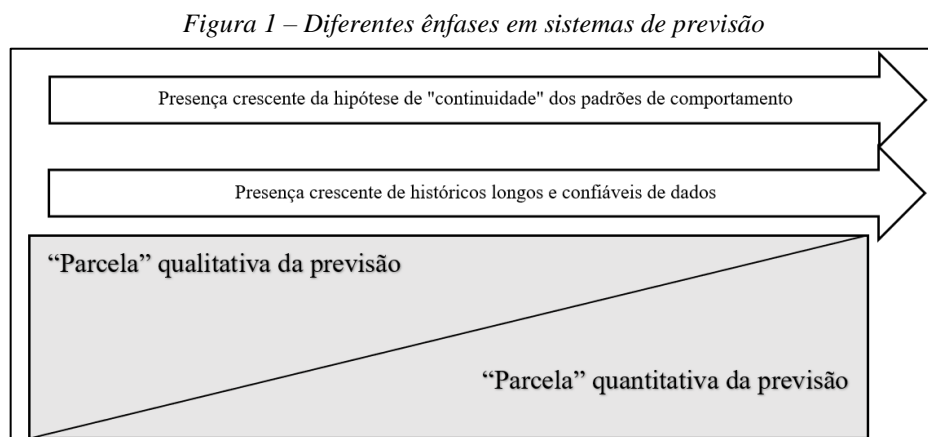 Figura 1 – Diferentes ênfases em sistemas de previsão
Presença crescente da hipótese de "continuidade" dos padrões de comportamento
Presença crescente de históricos longos e confiáveis de dados
“Parcela” qualitativa da previsão
“Parcela” quantitativa da previsão